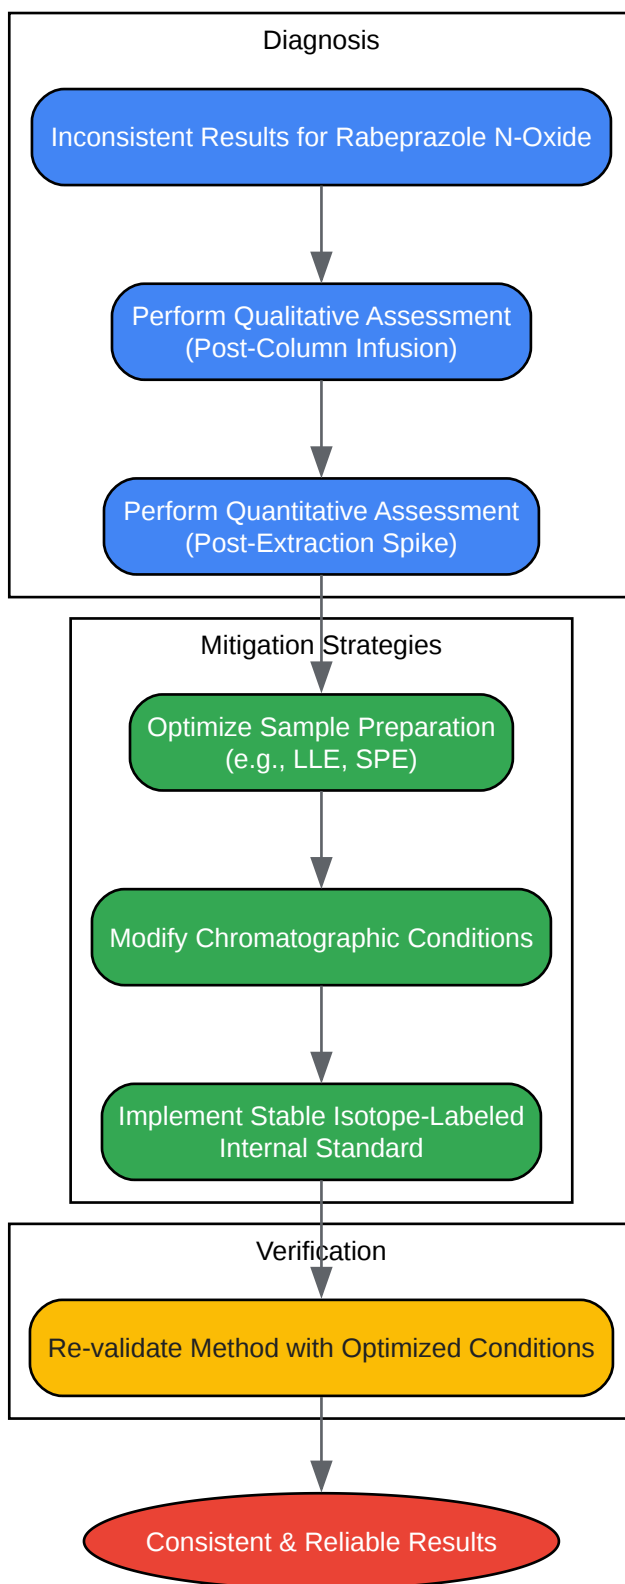 Diagnosis
Inconsistent Results for Rabeprazole N-Oxide
Perform Qualitative Assessment
(Post-Column Infusion)
Perform Quantitative Assessment
(Post-Extraction Spike)
Mitigation Strategies
Optimize Sample Preparation
(e.g., LLE, SPE)
Modify Chromatographic Conditions
Implement Stable Isotope-Labeled
Internal Standard
Verification
Re-validate Method with Optimized Conditions
Consistent & Reliable Results